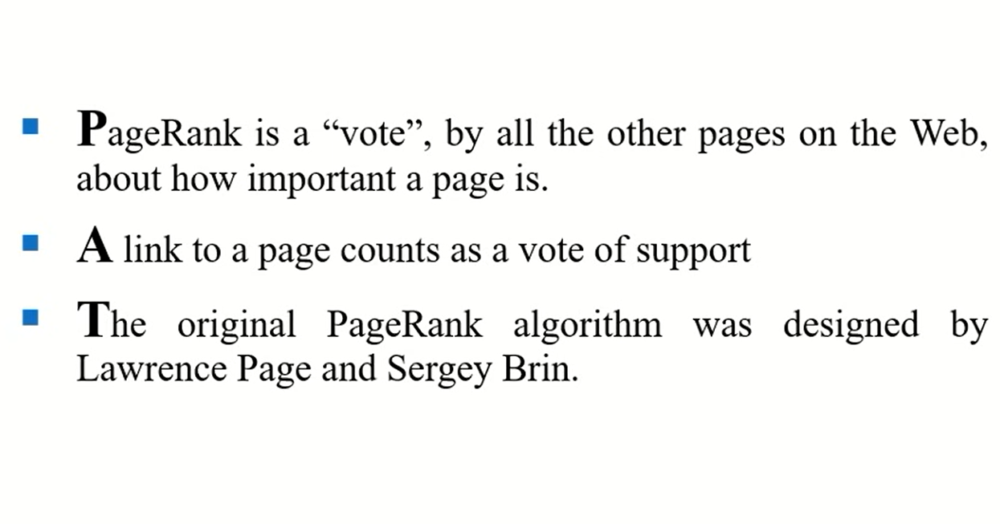 PageRank is a “vote”, by all the other pages on the Web,
about how important a page is.
A link to a page counts as a vote of support
The original PageRank algorithm was designed by
Lawrence Page and Sergey Brin.